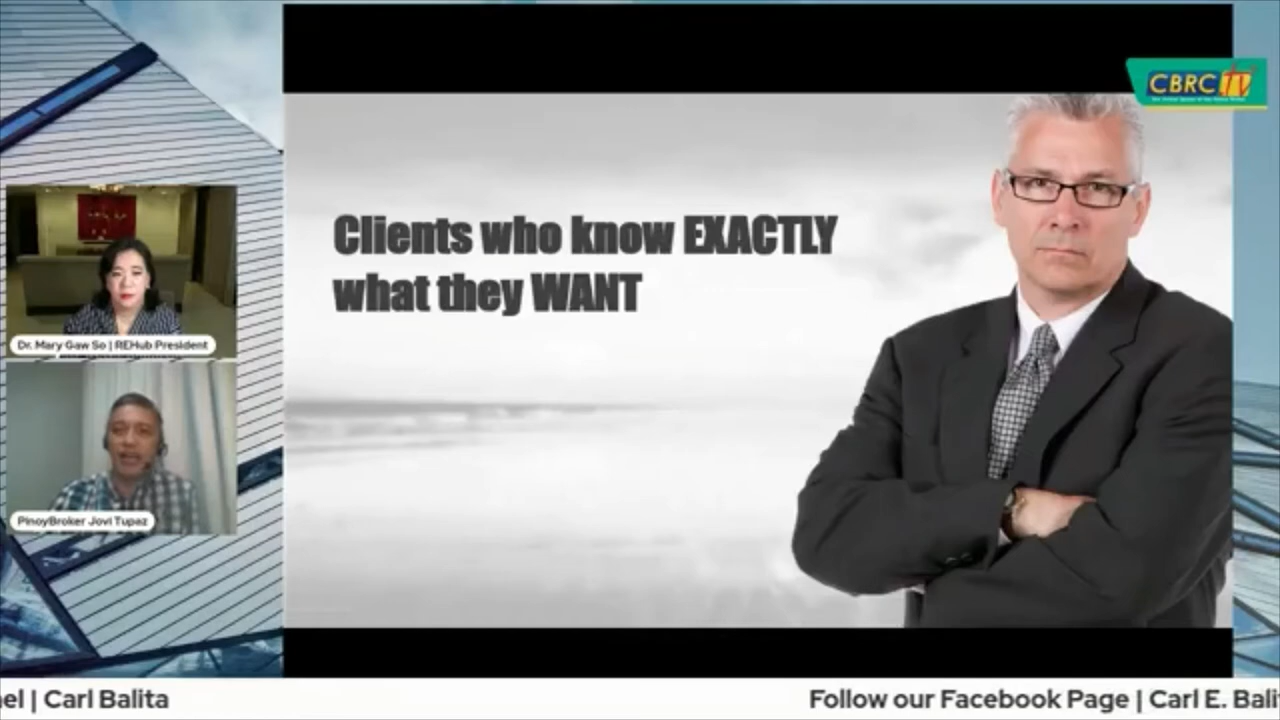 CBRC TV
Clients who know EXACTLY
what they WANT
Dr. Mary Gaw So | REHub President
PinoyBroker Jovi Tupaz
el | Carl Balita
Follow our Facebook Page | Carl E. Bali